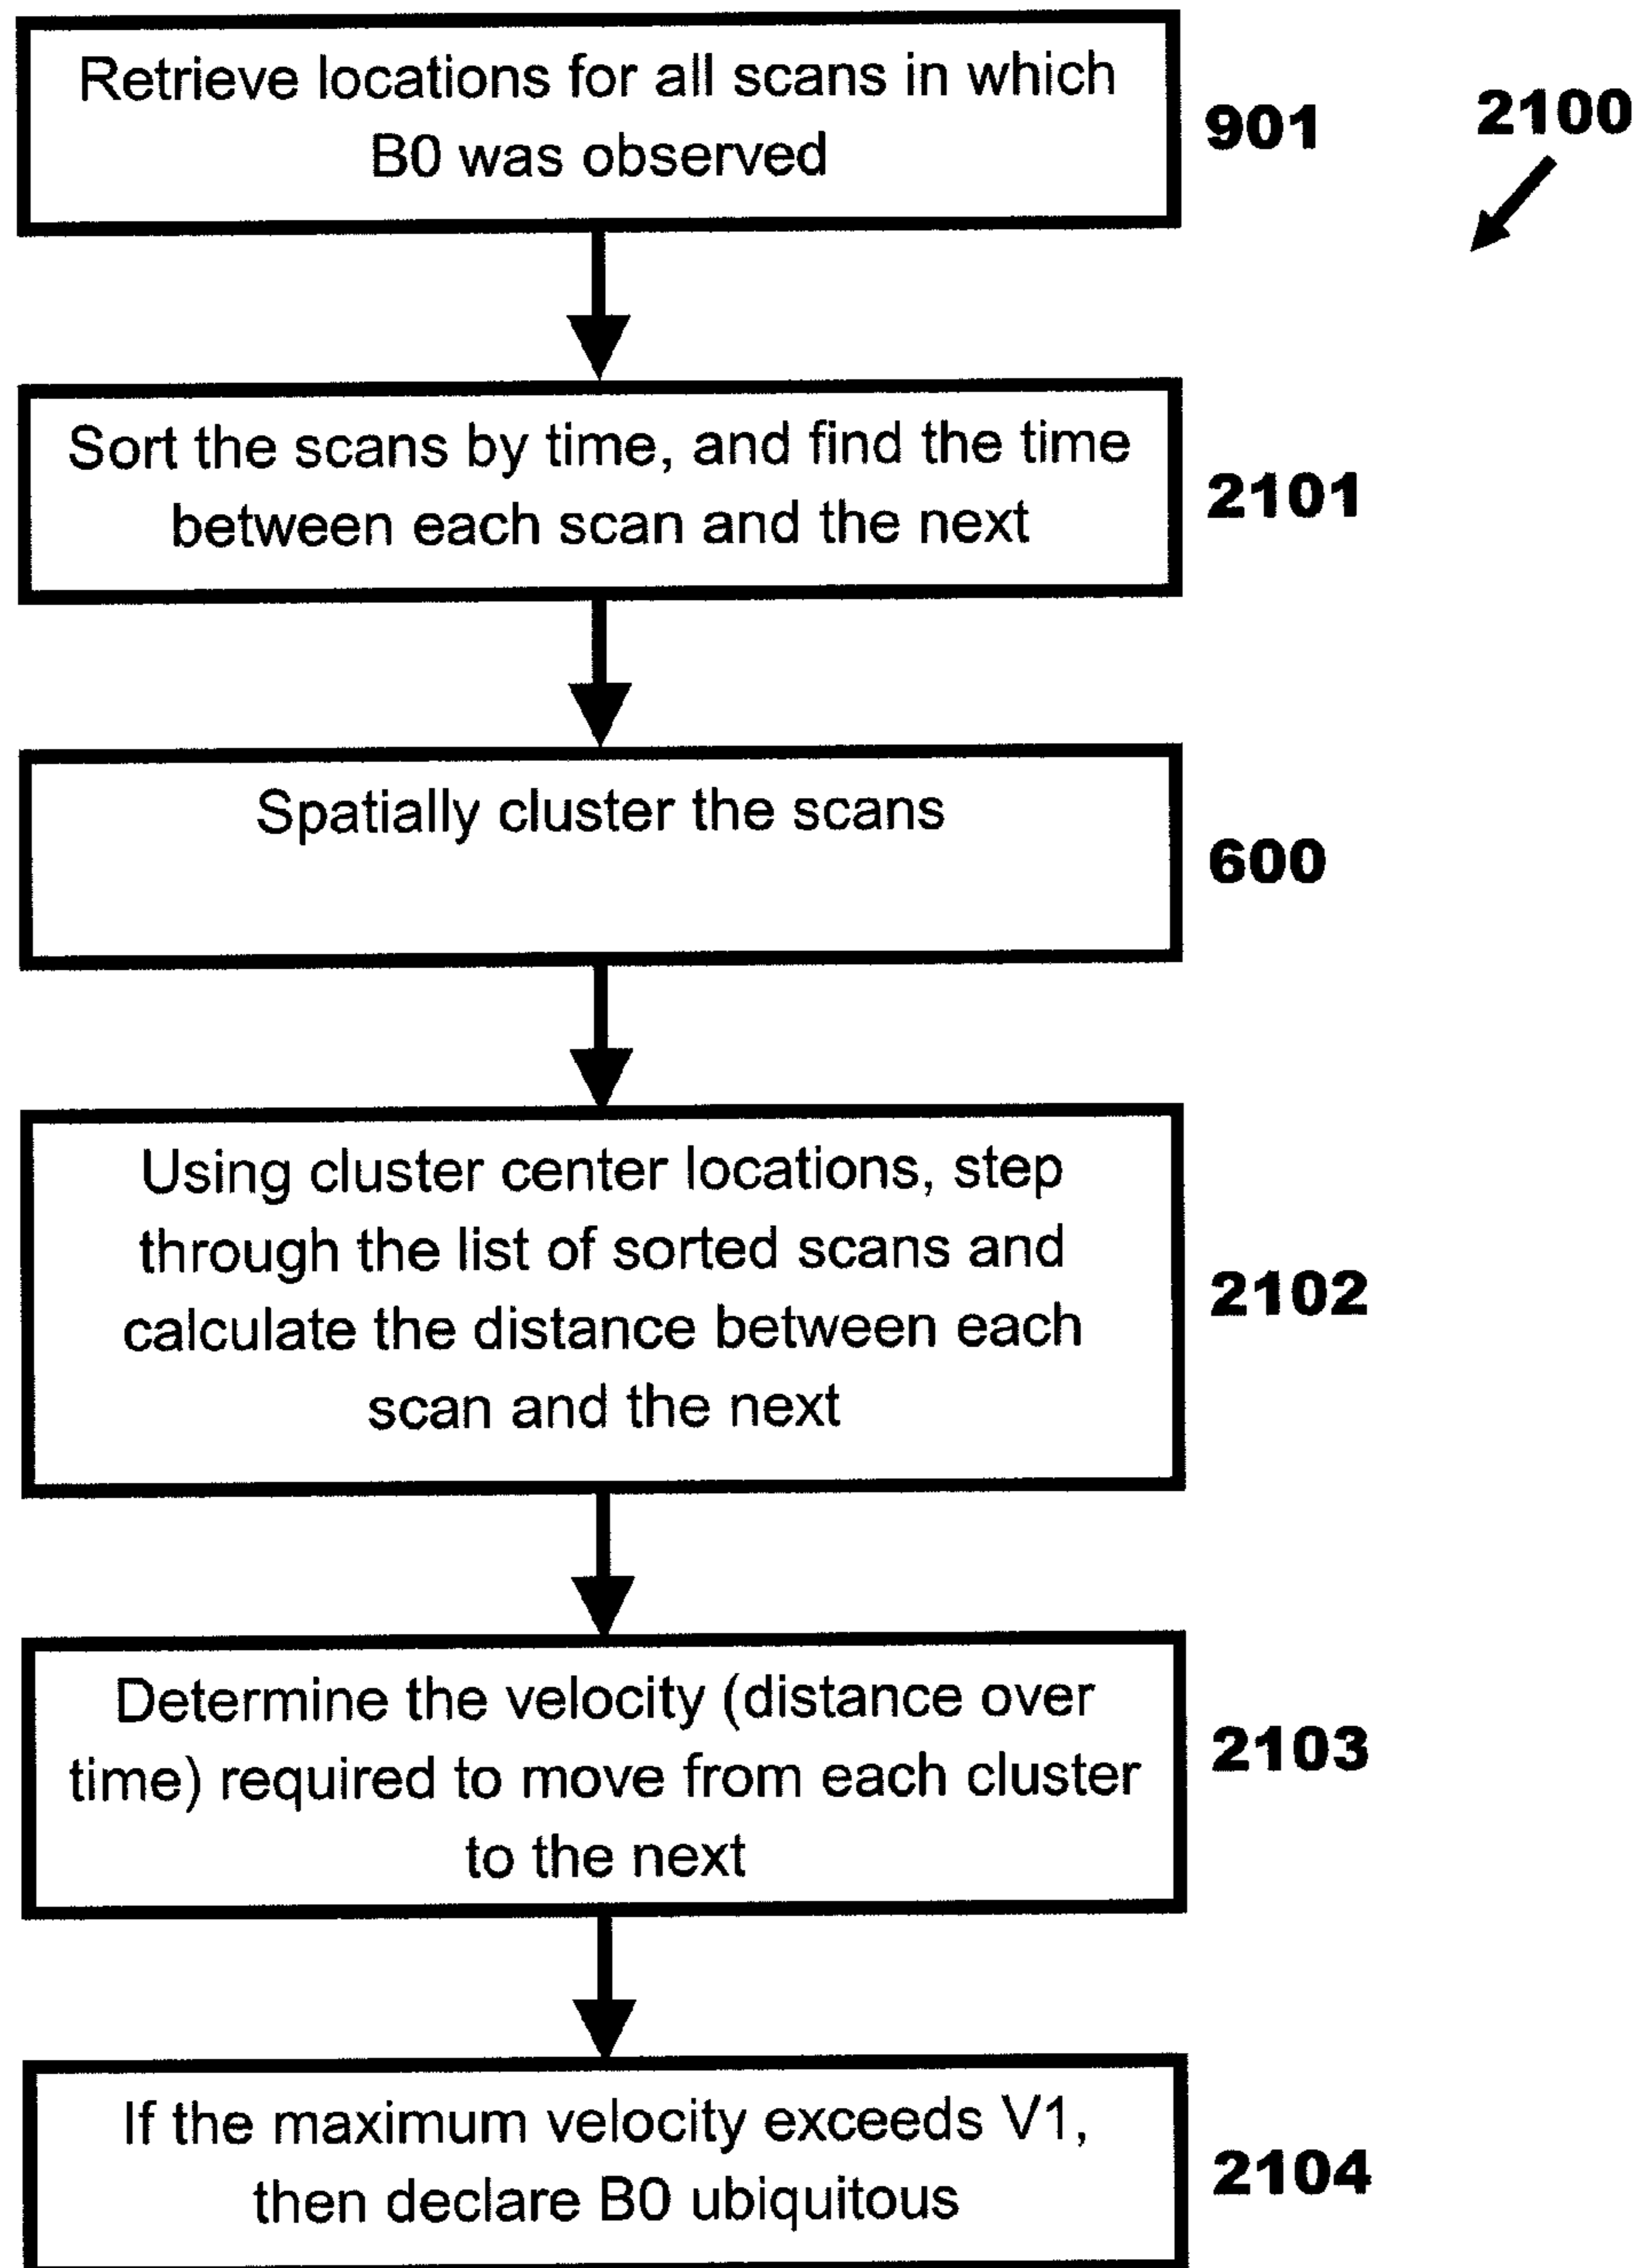 Retrieve locations for all scans in which
B0 was observed
901
2100
Sort the scans by time, and find the time
between each scan and the next
2101
Spatially cluster the scans
600
Using cluster center locations, step
through the list of sorted scans and
calculate the distance between each
scan and the next
2102
Determine the velocity (distance over
time) required to move from each cluster
to the next
2103
If the maximum velocity exceeds V1,
then declare B0 ubiquitous
2104